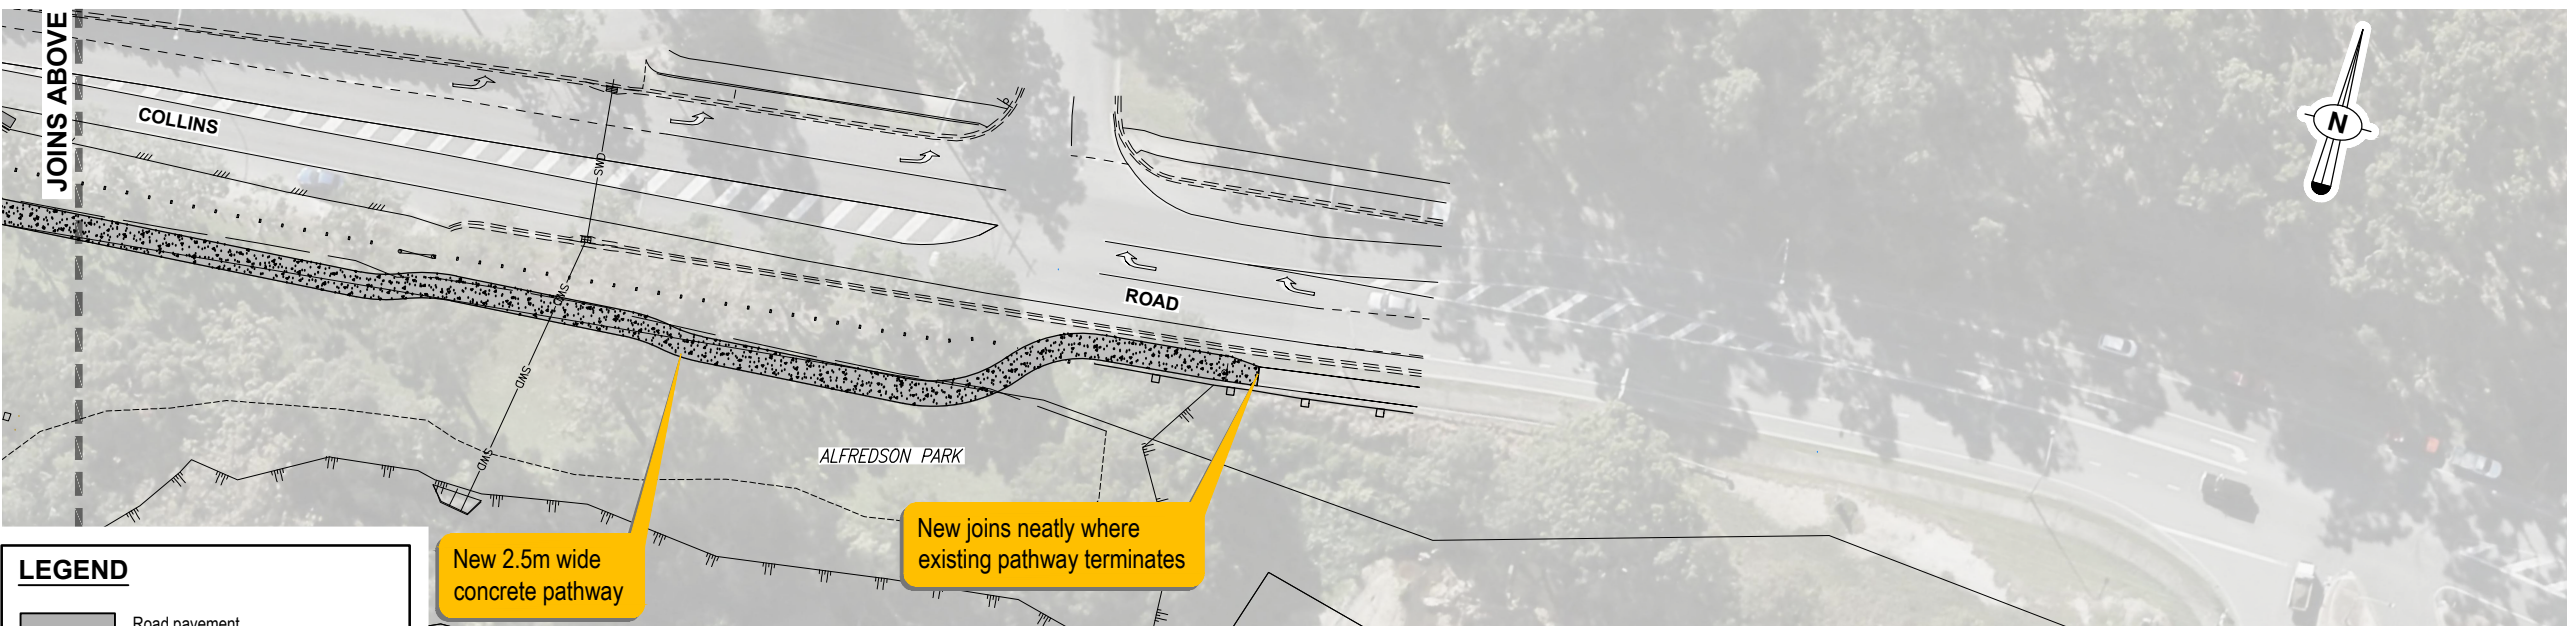 JOINS ABOVE
COLLINS
SWD
N
ROAD
SWD
SWD
SWD
ALFREDSON PARK
New joins neatly where
existing pathway terminates
New 2.5m wide
concrete pathway
LEGEND
Road pavement